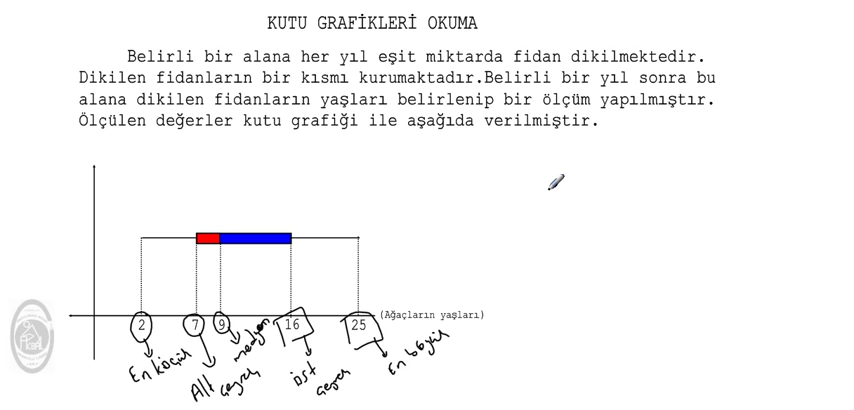 KUTU GRAFİKLERİ OKUMA
Belirli bir alana her yıl eşit miktarda fidan dikilmektedir.
Dikilen fidanların bir kısmı kurumaktadır.Belirli bir yıl sonra bu
alana dikilen fidanların yaşları belirlenip bir ölçüm yapılmıştır.
Ölçülen değerler kutu grafiği ile aşağıda verilmiştir.
2 7 9 16 25 (Ağaçların yaşları)
En küçük
Alt çeyrek
medyan
üst çeyrek
En büyük